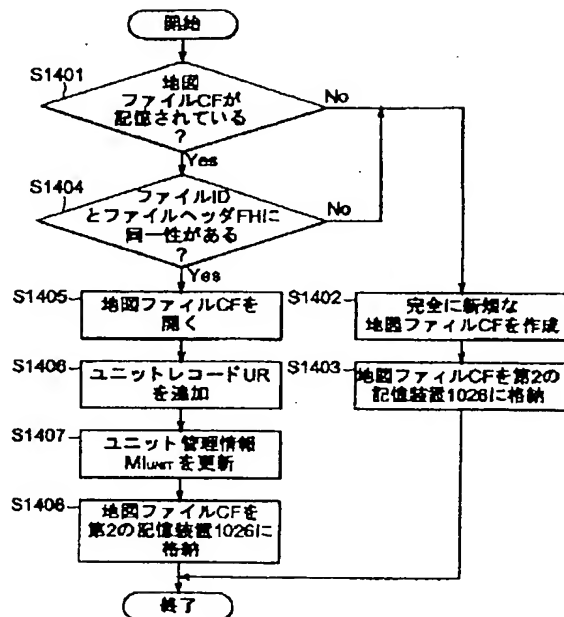 開始
S1401
地図
ファイルCFが
記憶されている
?
No
Yes
S1404
ファイルID
とファイルヘッダFHに
同一性がある
?
No
Yes
S1405
地図ファイルCFを
開く
S1402
完全に新規な
地図ファイルCFを作成
S1406
ユニットレコードUR
を追加
S1403
地図ファイルCFを第2の
記憶装置1026に格納
S1407
ユニット管理情報
MIUNITを更新
S1408
地図ファイルCFを
第2の記憶装置1026に
格納
終了